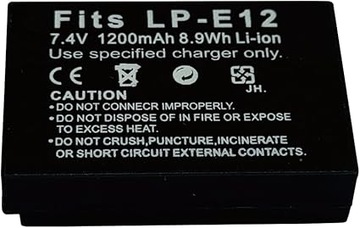 Fits LP-E12
7.4V 1200mAh 8.9Wh Li-ion
Use specified charger only.
CAUTION
JH.
•DO NOT CONNECR IMPROPERLY.
•DO NOT DISPOSE OF IN FIRE OR EXPOSE
TO EXCESS HEAT.
•DO NOT CRUSH,PUNCTURE,INCINERATE
OR SHORT CIRCUIT EXTERNAL CONTACTS.